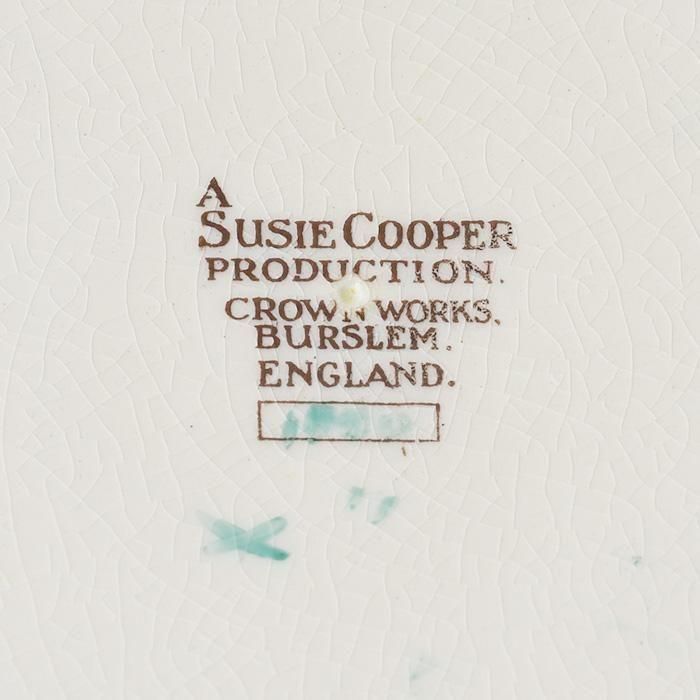 A
SUSIE COOPER
PRODUCTION.
CROWN WORKS,
BURSLEM.
ENGLAND.